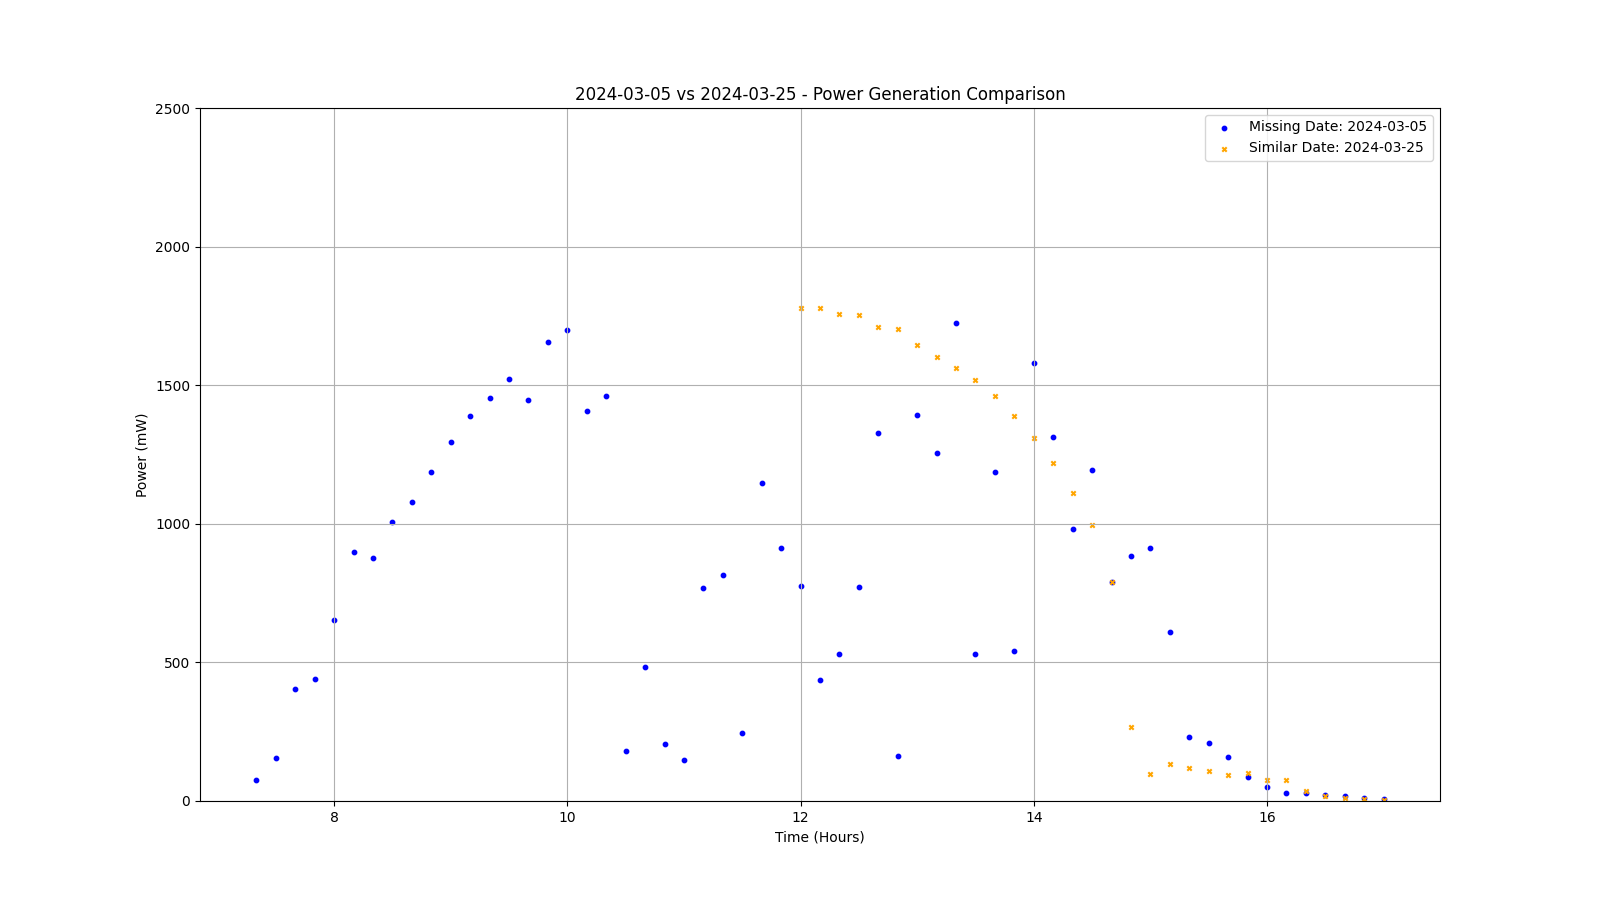 2024-03-05 vs 2024-03-25 - Power Generation Comparison
Missing Date: 2024-03-05
Similar Date: 2024-03-25
2500
2000
1500
1000
500
0
Power (mW)
8 10 12 14 16
Time (Hours)